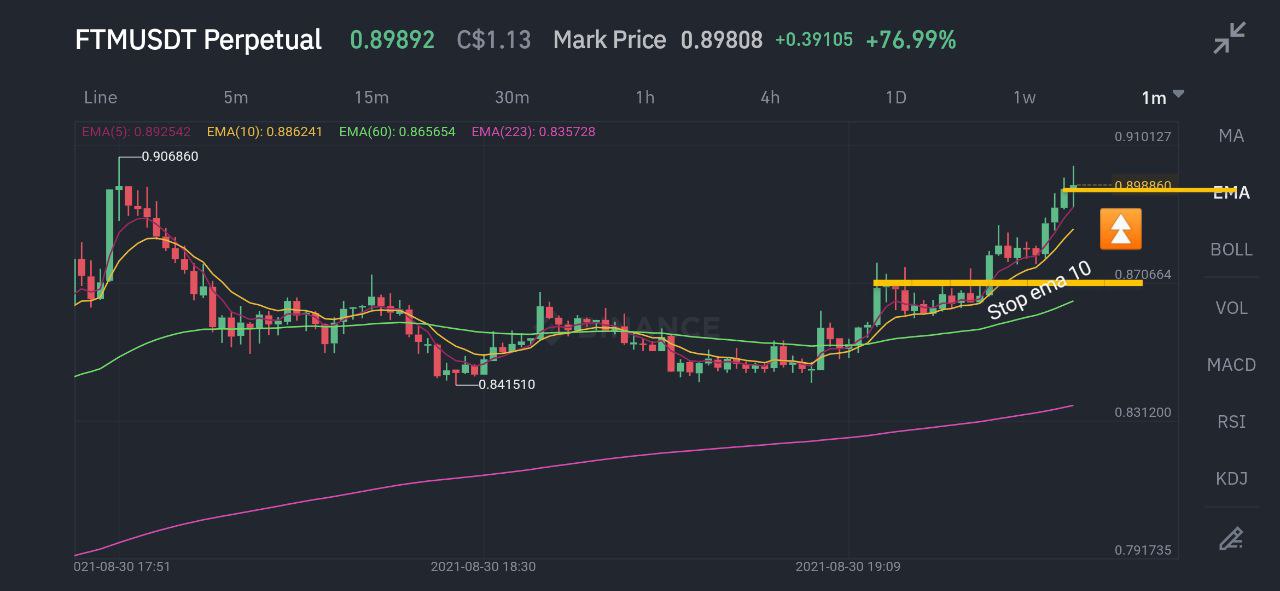 FTMUSDT Perpetual 0.89892 C$1.13 Mark Price 0.89808 +0.39105 +76.99%
Line 5m 15m 30m 1h 4h 1D 1w 1m
EMA(5): 0.892542 EMA(10): 0.886241 EMA(60): 0.865654 EMA(223): 0.835728
0.910127
MA
0.906860
0.898860
EMA
BOLL
0.870664
Stop ema 10
VOL
BINANCE
MACD
0.841510
0.831200
RSI
KDJ
0.791735
021-08-30 17:51 2021-08-30 18:30 2021-08-30 19:09